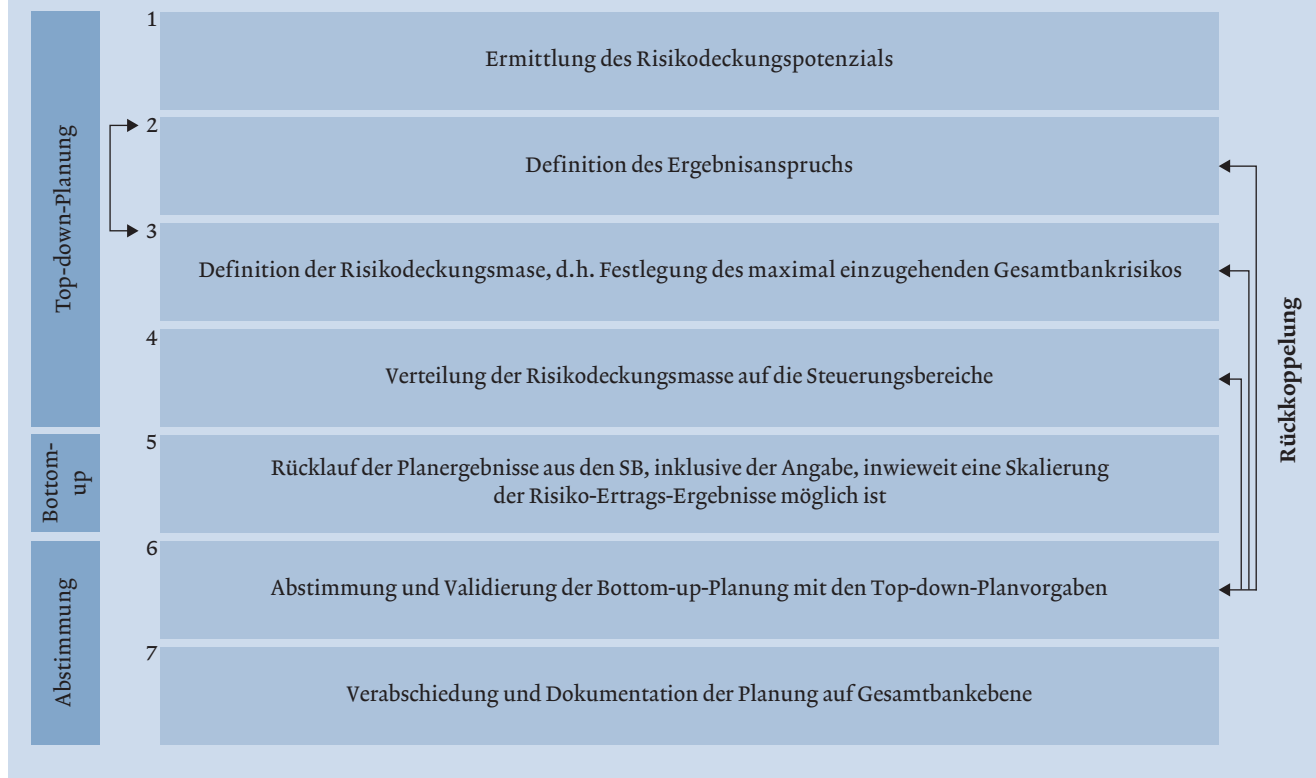 Top-down-Planung
1
Ermittlung des Risikodeckungspotenzials
2
Definition des Ergebnisanspruchs
3
Definition der Risikodeckungsmase, d.h. Festlegung des maximal einzugehenden Gesamtbankrisikos
4
Verteilung der Risikodeckungsmasse auf die Steuerungsbereiche
Bottom-
up
5
Rücklauf der Planergebnisse aus den SB, inklusive der Angabe, inwieweit eine Skalierung
der Risiko-Ertrags-Ergebnisse möglich ist
Abstimmung
6
Abstimmung und Validierung der Bottom-up-Planung mit den Top-down-Planvorgaben
7
Verabschiedung und Dokumentation der Planung auf Gesamtbankebene
Rückkoppelung